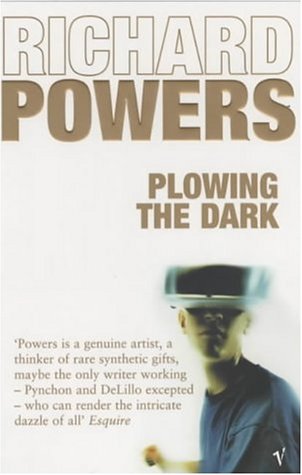 RICHARD
POWERS
PLOWING
THE DARK
'Powers is a genuine artist, a
thinker of rare synthetic gifts,
maybe the only writer working
– Pynchon and DeLillo excepted
– who can render the intricate
dazzle of all' Esquire
V